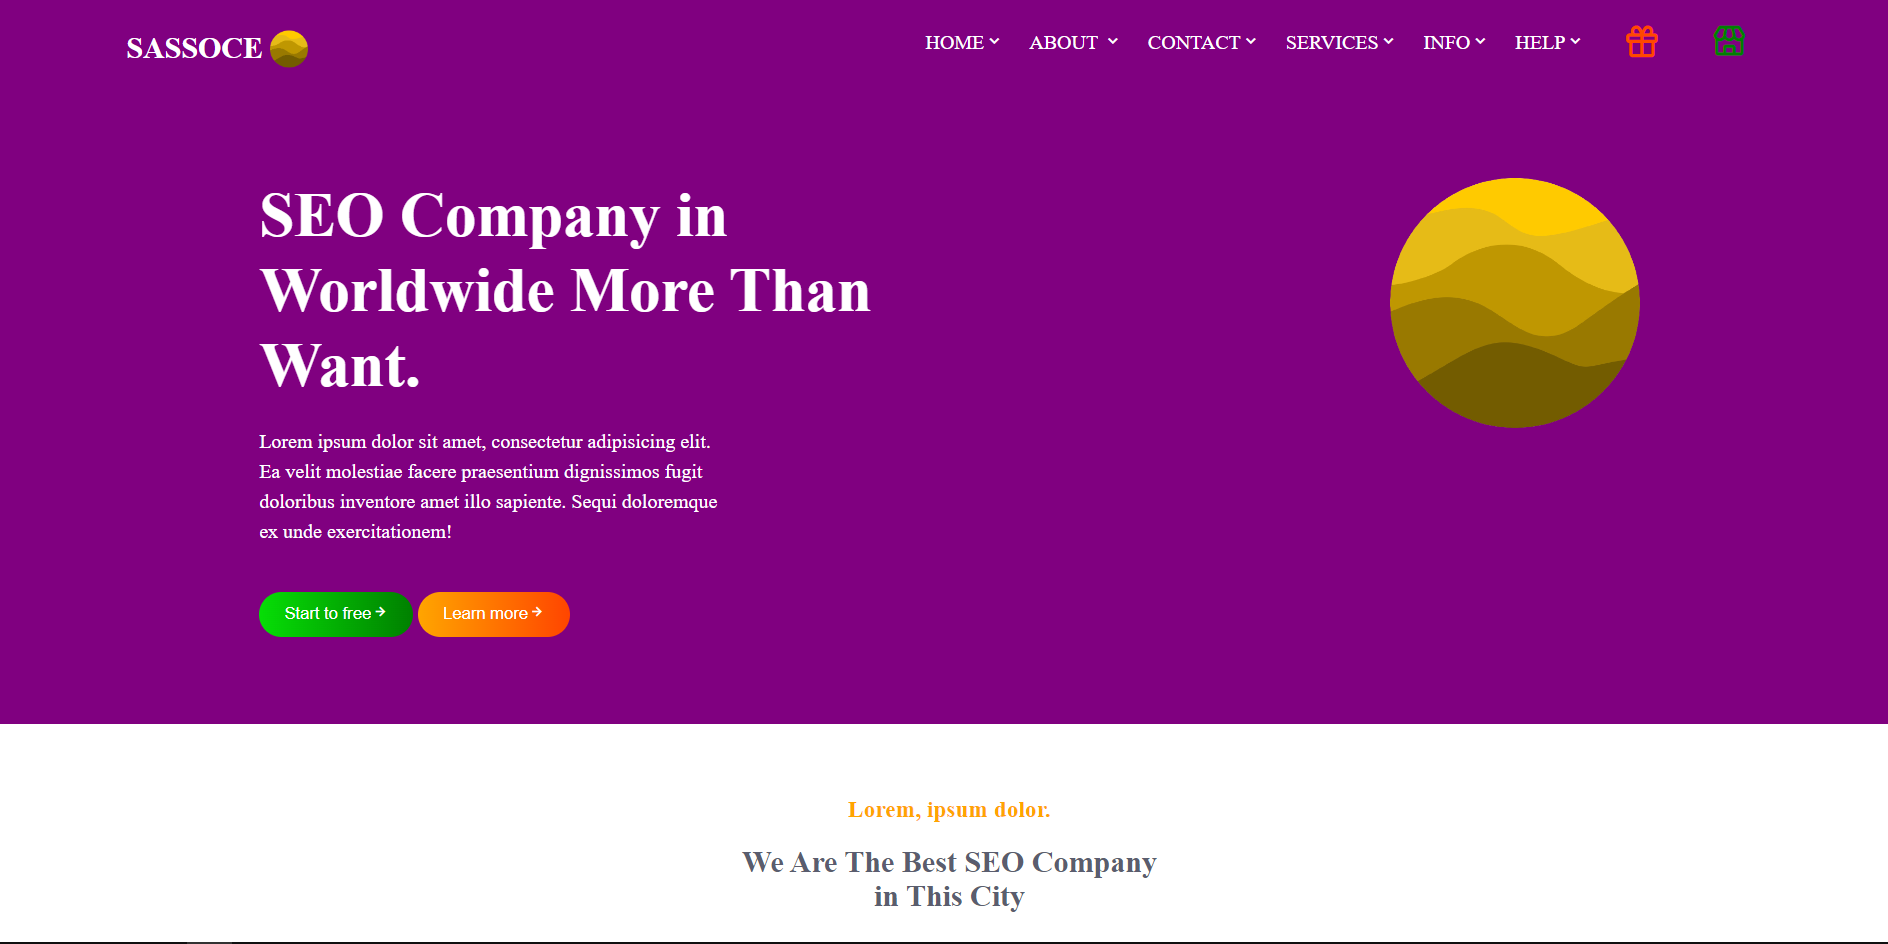 SASSOCE
HOME ABOUT CONTACT SERVICES INFO HELP
SEO Company in
Worldwide More Than
Want.
Lorem ipsum dolor sit amet, consectetur adipisicing elit.
Ea velit molestiae facere praesentium dignissimos fugit
doloribus inventore amet illo sapiente. Sequi doloremque
ex unde exercitationem!
Start to free Learn more
Lorem, ipsum dolor.
We Are The Best SEO Company
in This City